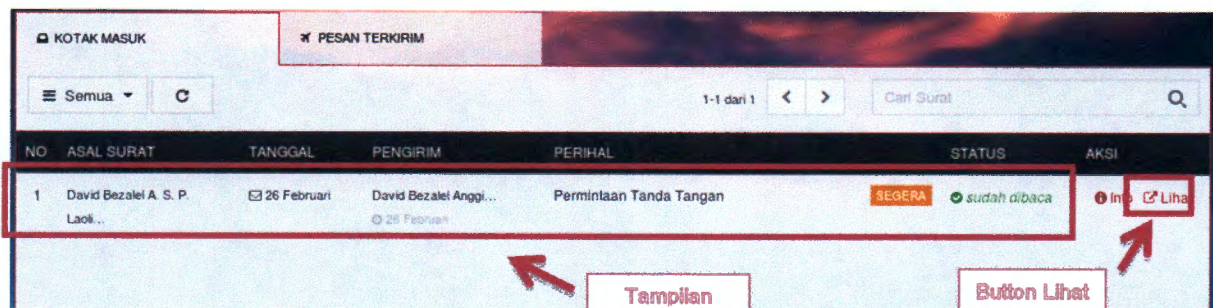 KOTAK MASUK
PESAN TERKIRIM
Semua
1-1 dari 1
Cari Surat
NO ASAL SURAT TANGGAL PENGIRIM PERIHAL STATUS AKSI
1 David Bezalel A. S. P. 26 Februari David Bezalel Anggi... Permintaan Tanda Tangan SEGERA sudah dibaca Info Liha
Laoli... 26 Februari
Tampilan
Button Lihat